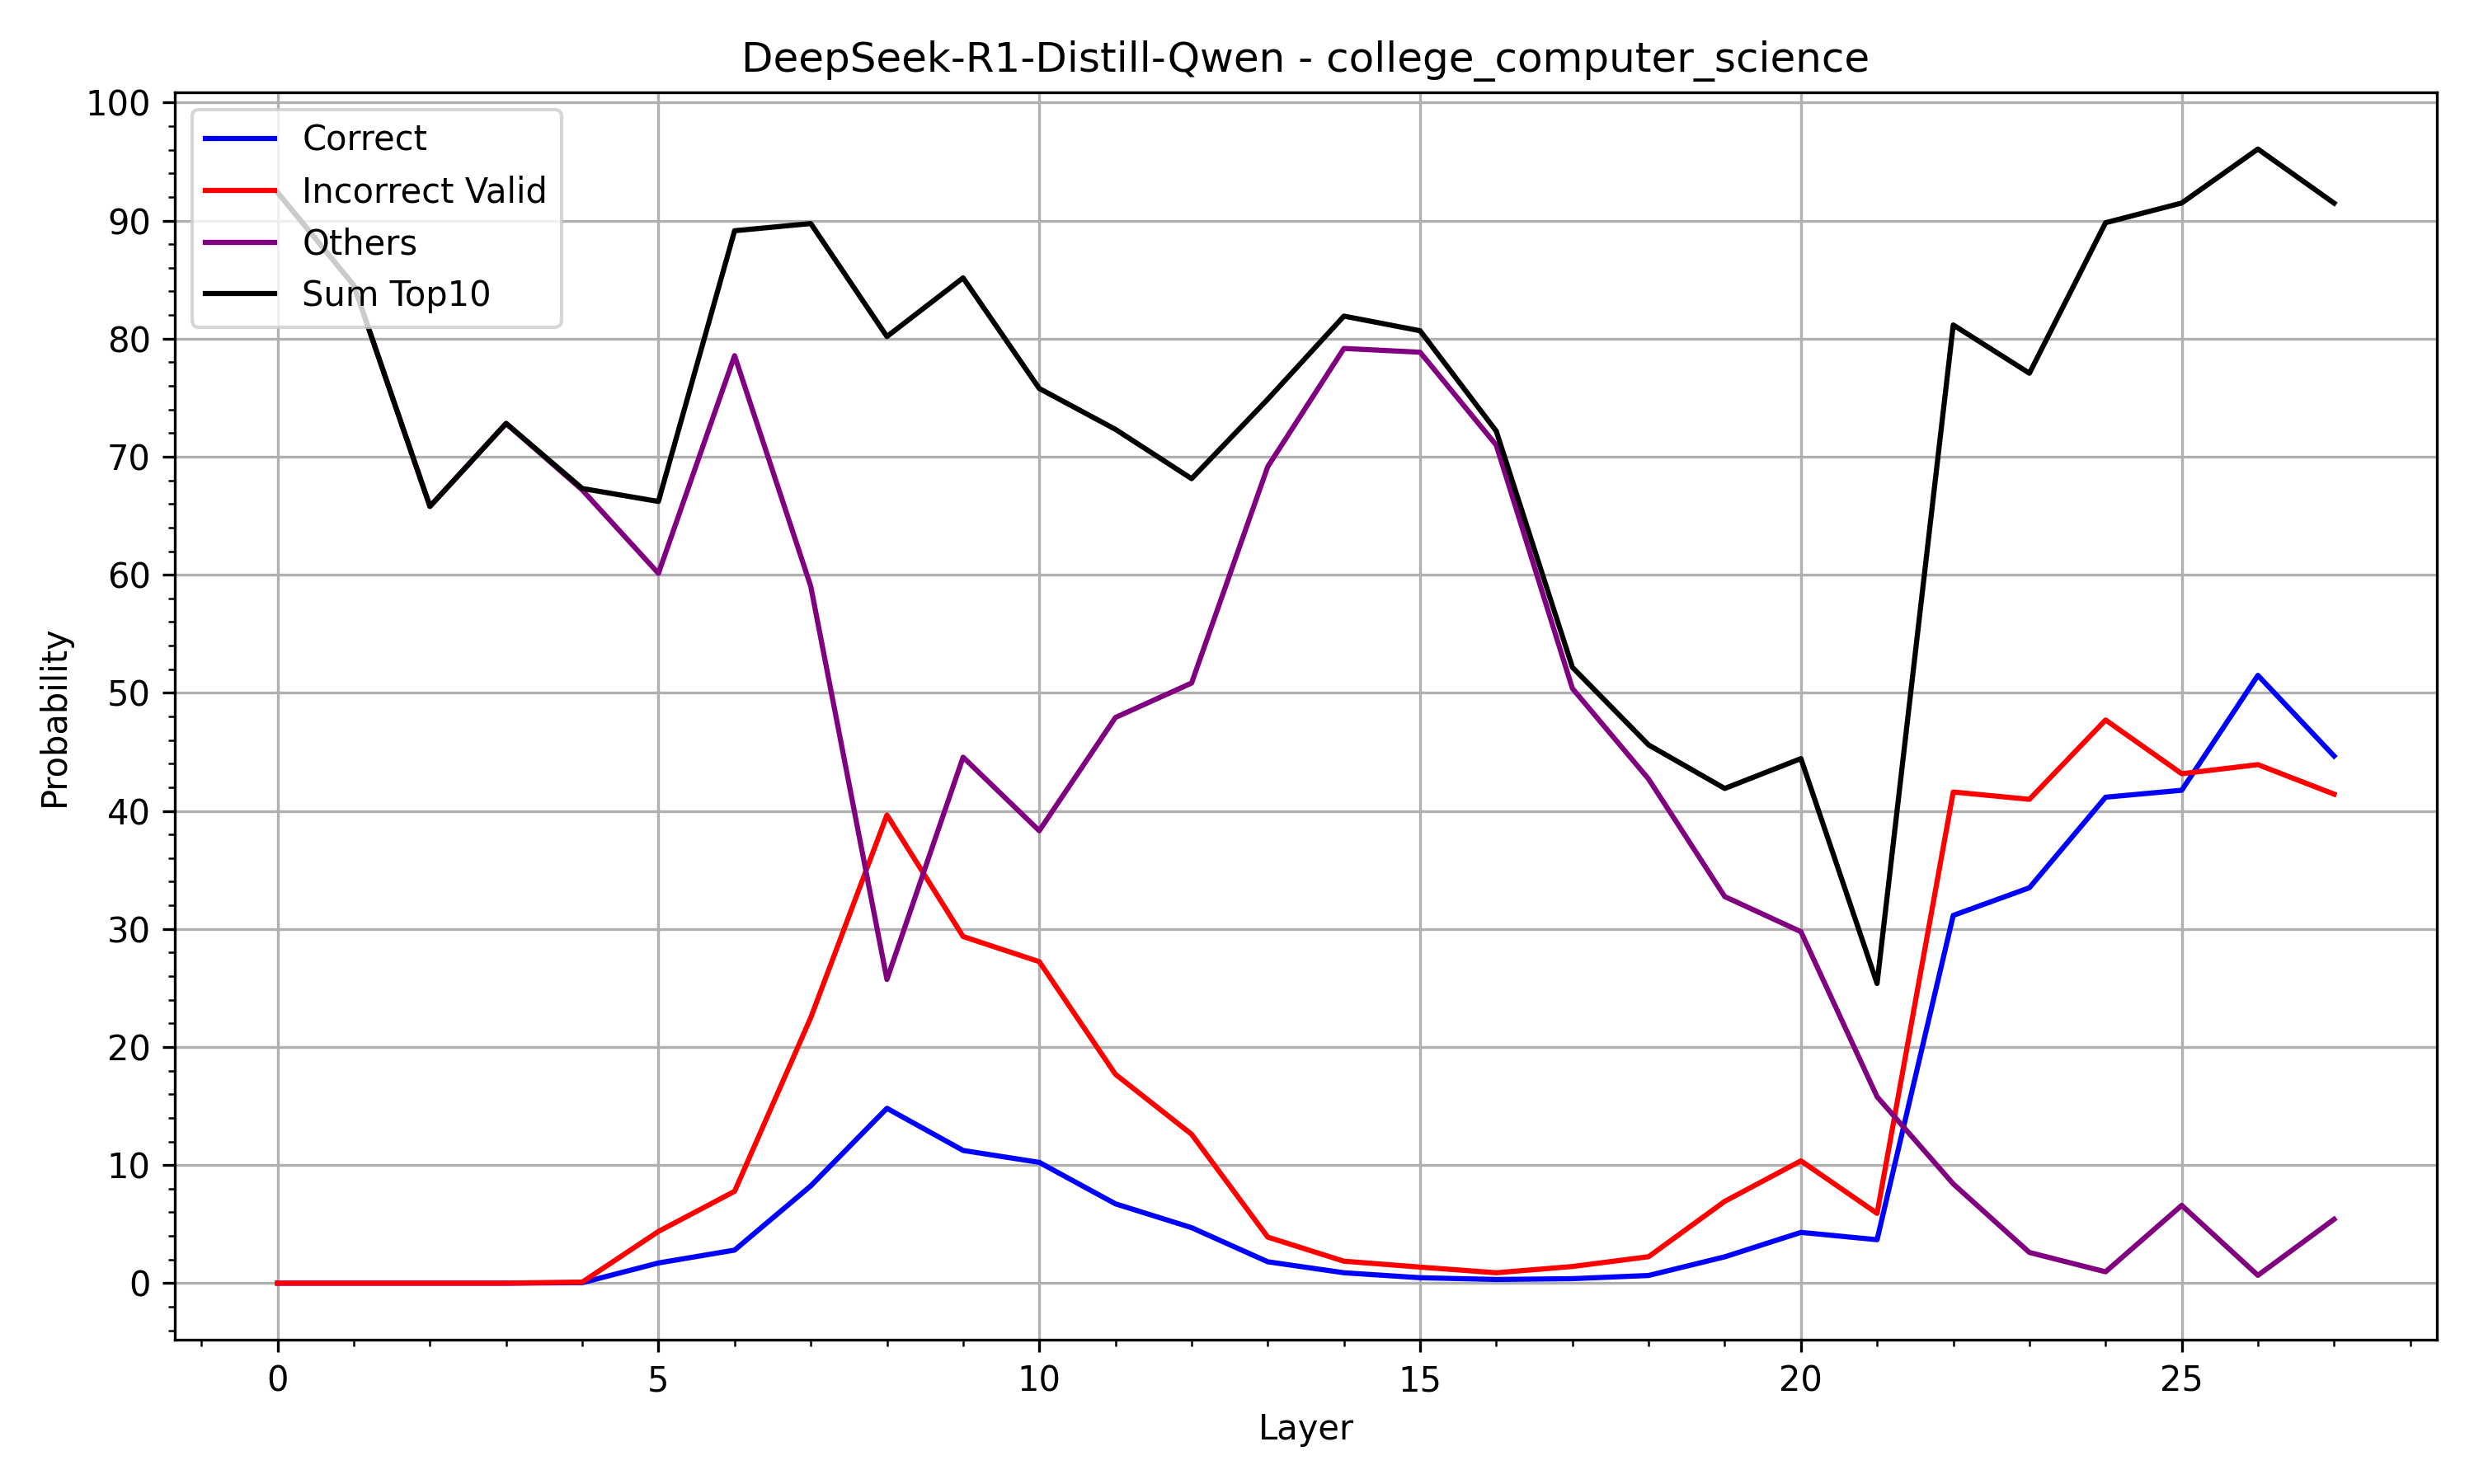 DeepSeek-R1-Distill-Qwen - college_computer_science
100
90
80
70
60
50
40
30
20
10
0
Probability
Correct
Incorrect Valid
Others
Sum Top10
0 5 10 15 20 25
Layer